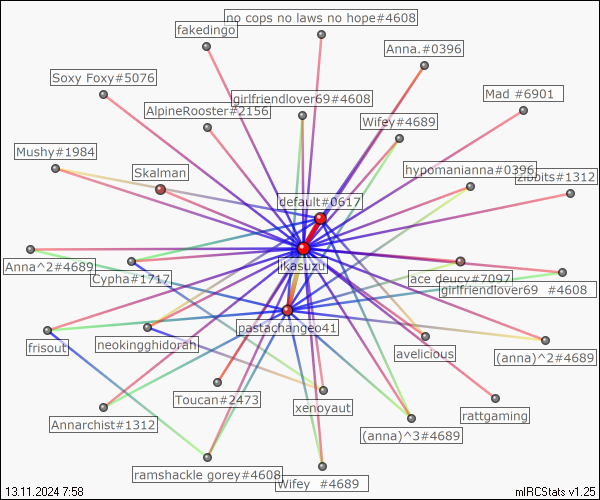 no cops no laws no hope#4608
fakedingo
Anna.#0396
Soxy Foxy#5076
girlfriendlover69#4608
Mad #6901
AlpineRooster#2156
Wifey#4689
Mushy#1984
Skalman
hypomanianna#0396
zibbits#1312
default#0617
ikasuzu
Anna^2#4689
Cypha#1717
ace deucy#7097
girlfriendlover69 #4608
pastachangeo41
frisout
neokingghidorah
avelicious
(anna)^2#4689
Toucan#2473
xenoyaut
rattgaming
Annarchist#1312
(anna)^3#4689
ramshackle gorey#4608
Wifey #4689
13.11.2024 7:58
mIRCStats v1.25